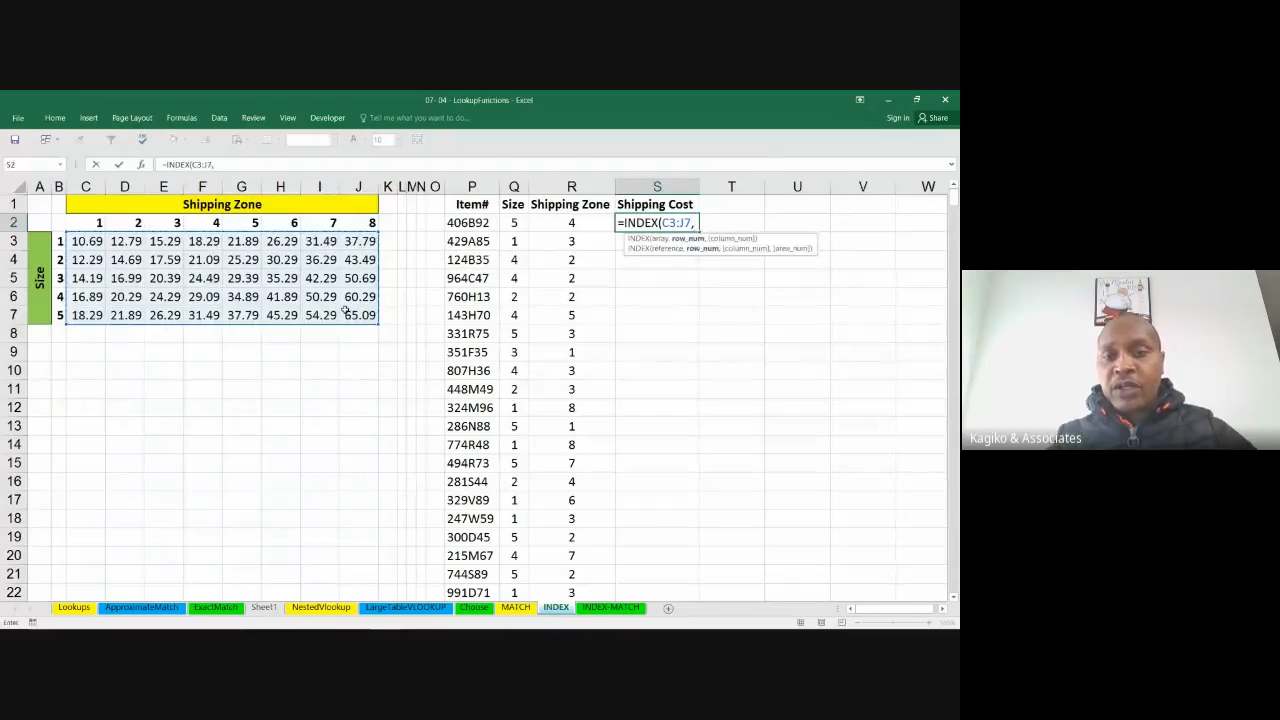 07- 04 - LookupFunctions - Excel
File Home Insert Page Layout Formulas Data Review View Developer Tell me what you want to do... Sign in Share
10
S2 =INDEX(C3:J7,
A B C D E F G H I J K L M N O P Q R S T U V W
1 Shipping Zone Item# Size Shipping Zone Shipping Cost
2 1 2 3 4 5 6 7 8 406B92 5 4 =INDEX(C3:J7,
3 1 10.69 12.79 15.29 18.29 21.89 26.29 31.49 37.79 429A85 1 3 INDEX(array, row_num, [column_num])
INDEX(reference, row_num, [column_num], [area_num])
4 2 12.29 14.69 17.59 21.09 25.29 30.29 36.29 43.49 124B35 4 2
5 Size 3 14.19 16.99 20.39 24.49 29.39 35.29 42.29 50.69 964C47 4 2
6 4 16.89 20.29 24.29 29.09 34.89 41.89 50.29 60.29 760H13 2 2
7 5 18.29 21.89 26.29 31.49 37.79 45.29 54.29 65.09 143H70 4 5
8 331R75 5 3
9 351F35 3 1
10 807H36 4 3
11 448M49 2 3
12 324M96 1 8
13 286N88 5 1
14 774R48 1 8
15 494R73 5 7
16 281S44 2 4
17 329V89 1 6
18 247W59 1 3
19 300D45 5 2
20 215M67 4 7
21 744S89 5 2
22 991D71 1 3
Lookups ApproximateMatch ExactMatch Sheet1 NestedVlookup LargeTableVLOOKUP Choose MATCH INDEX INDEX-MATCH
Enter 100%
Kagiko & Associates